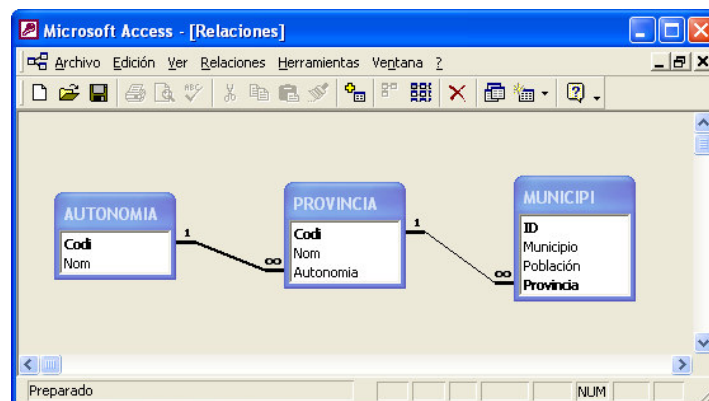 Microsoft Access - [Relaciones]
Archivo Edición Ver Relaciones Herramientas Ventana ?
ABC
AUTONOMIA
Codi
Nom
1
∞
PROVINCIA
Codi
Nom
Autonomia
1
∞
MUNICIPI
ID
Municipio
Población
Provincia
Preparado
NUM